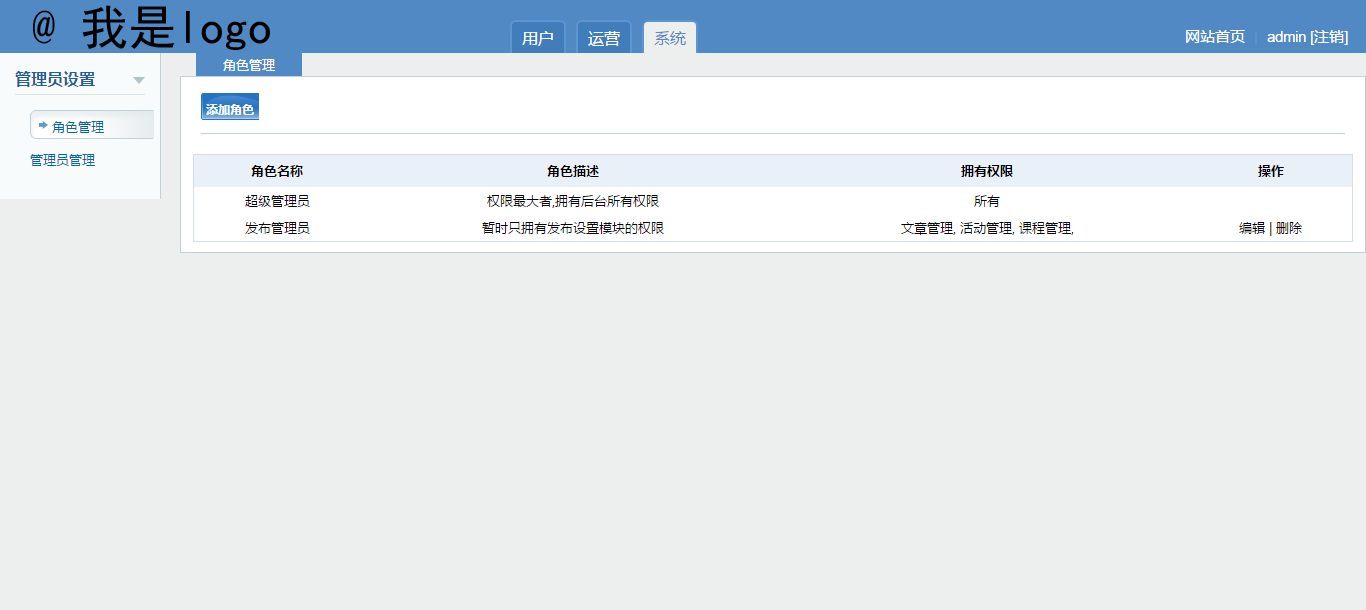 @ 我是logo
用户 运营 系统
网站首页 admin [注销]
管理员设置
角色管理
管理员管理
角色管理
添加角色
角色名称 角色描述 拥有权限 操作
超级管理员 权限最大者,拥有后台所有权限 所有
发布管理员 暂时只拥有发布设置模块的权限 文章管理, 活动管理, 课程管理, 编辑 | 删除